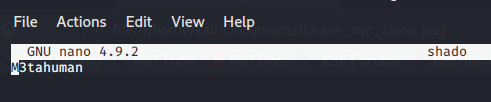 File Actions Edit View Help
GNU nano 4.9.2 shado
M3tahuman